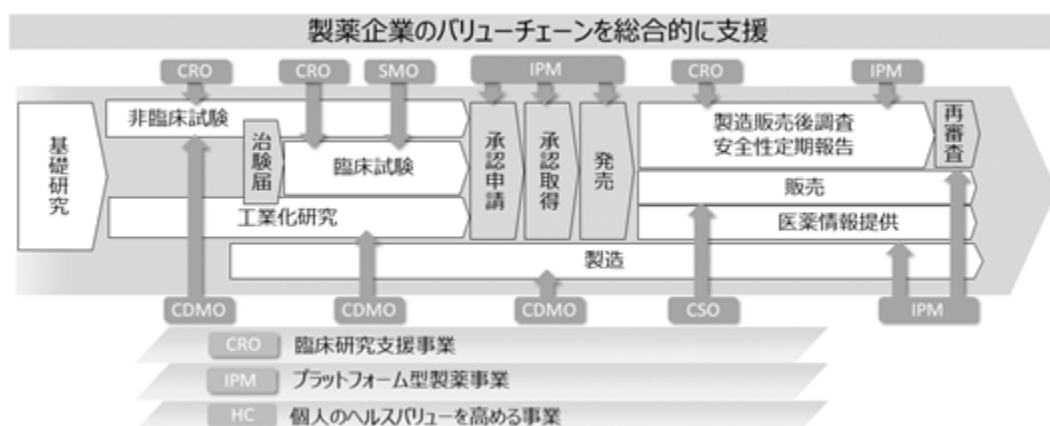 製薬企業のバリューチェーンを総合的に支援
CRO
CRO
SMO
IPM
CRO
IPM
基礎研究
非臨床試験
治験届
臨床試験
工業化研究
承認申請
承認取得
発売
製造販売後調査
安全性定期報告
再審査
販売
医薬情報提供
製造
CDMO
CDMO
CDMO
CSO
IPM
CRO 臨床研究支援事業
IPM プラットフォーム型製薬事業
HC 個人のヘルスバリューを高める事業